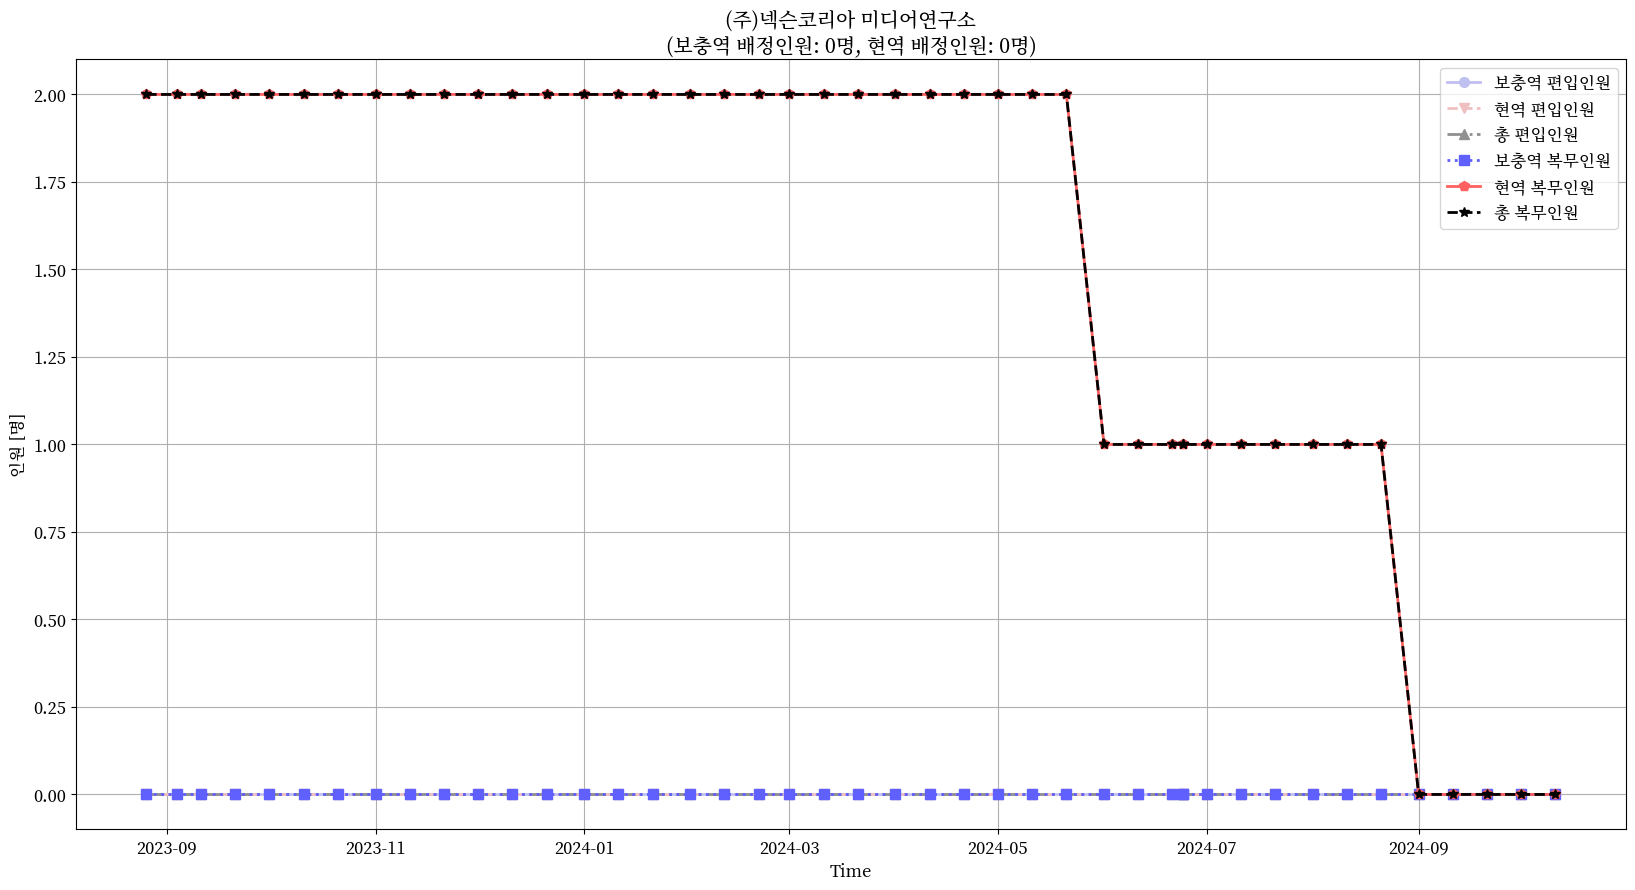 (주)넥슨코리아 미디어연구소
(보충역 배정인원: 0명, 현역 배정인원: 0명)
보충역 편입인원
현역 편입인원
총 편입인원
보충역 복무인원
현역 복무인원
총 복무인원
인원 [명]
2.00
1.75
1.50
1.25
1.00
0.75
0.50
0.25
0.00
2023-09
2023-11
2024-01
2024-03
2024-05
2024-07
2024-09
Time